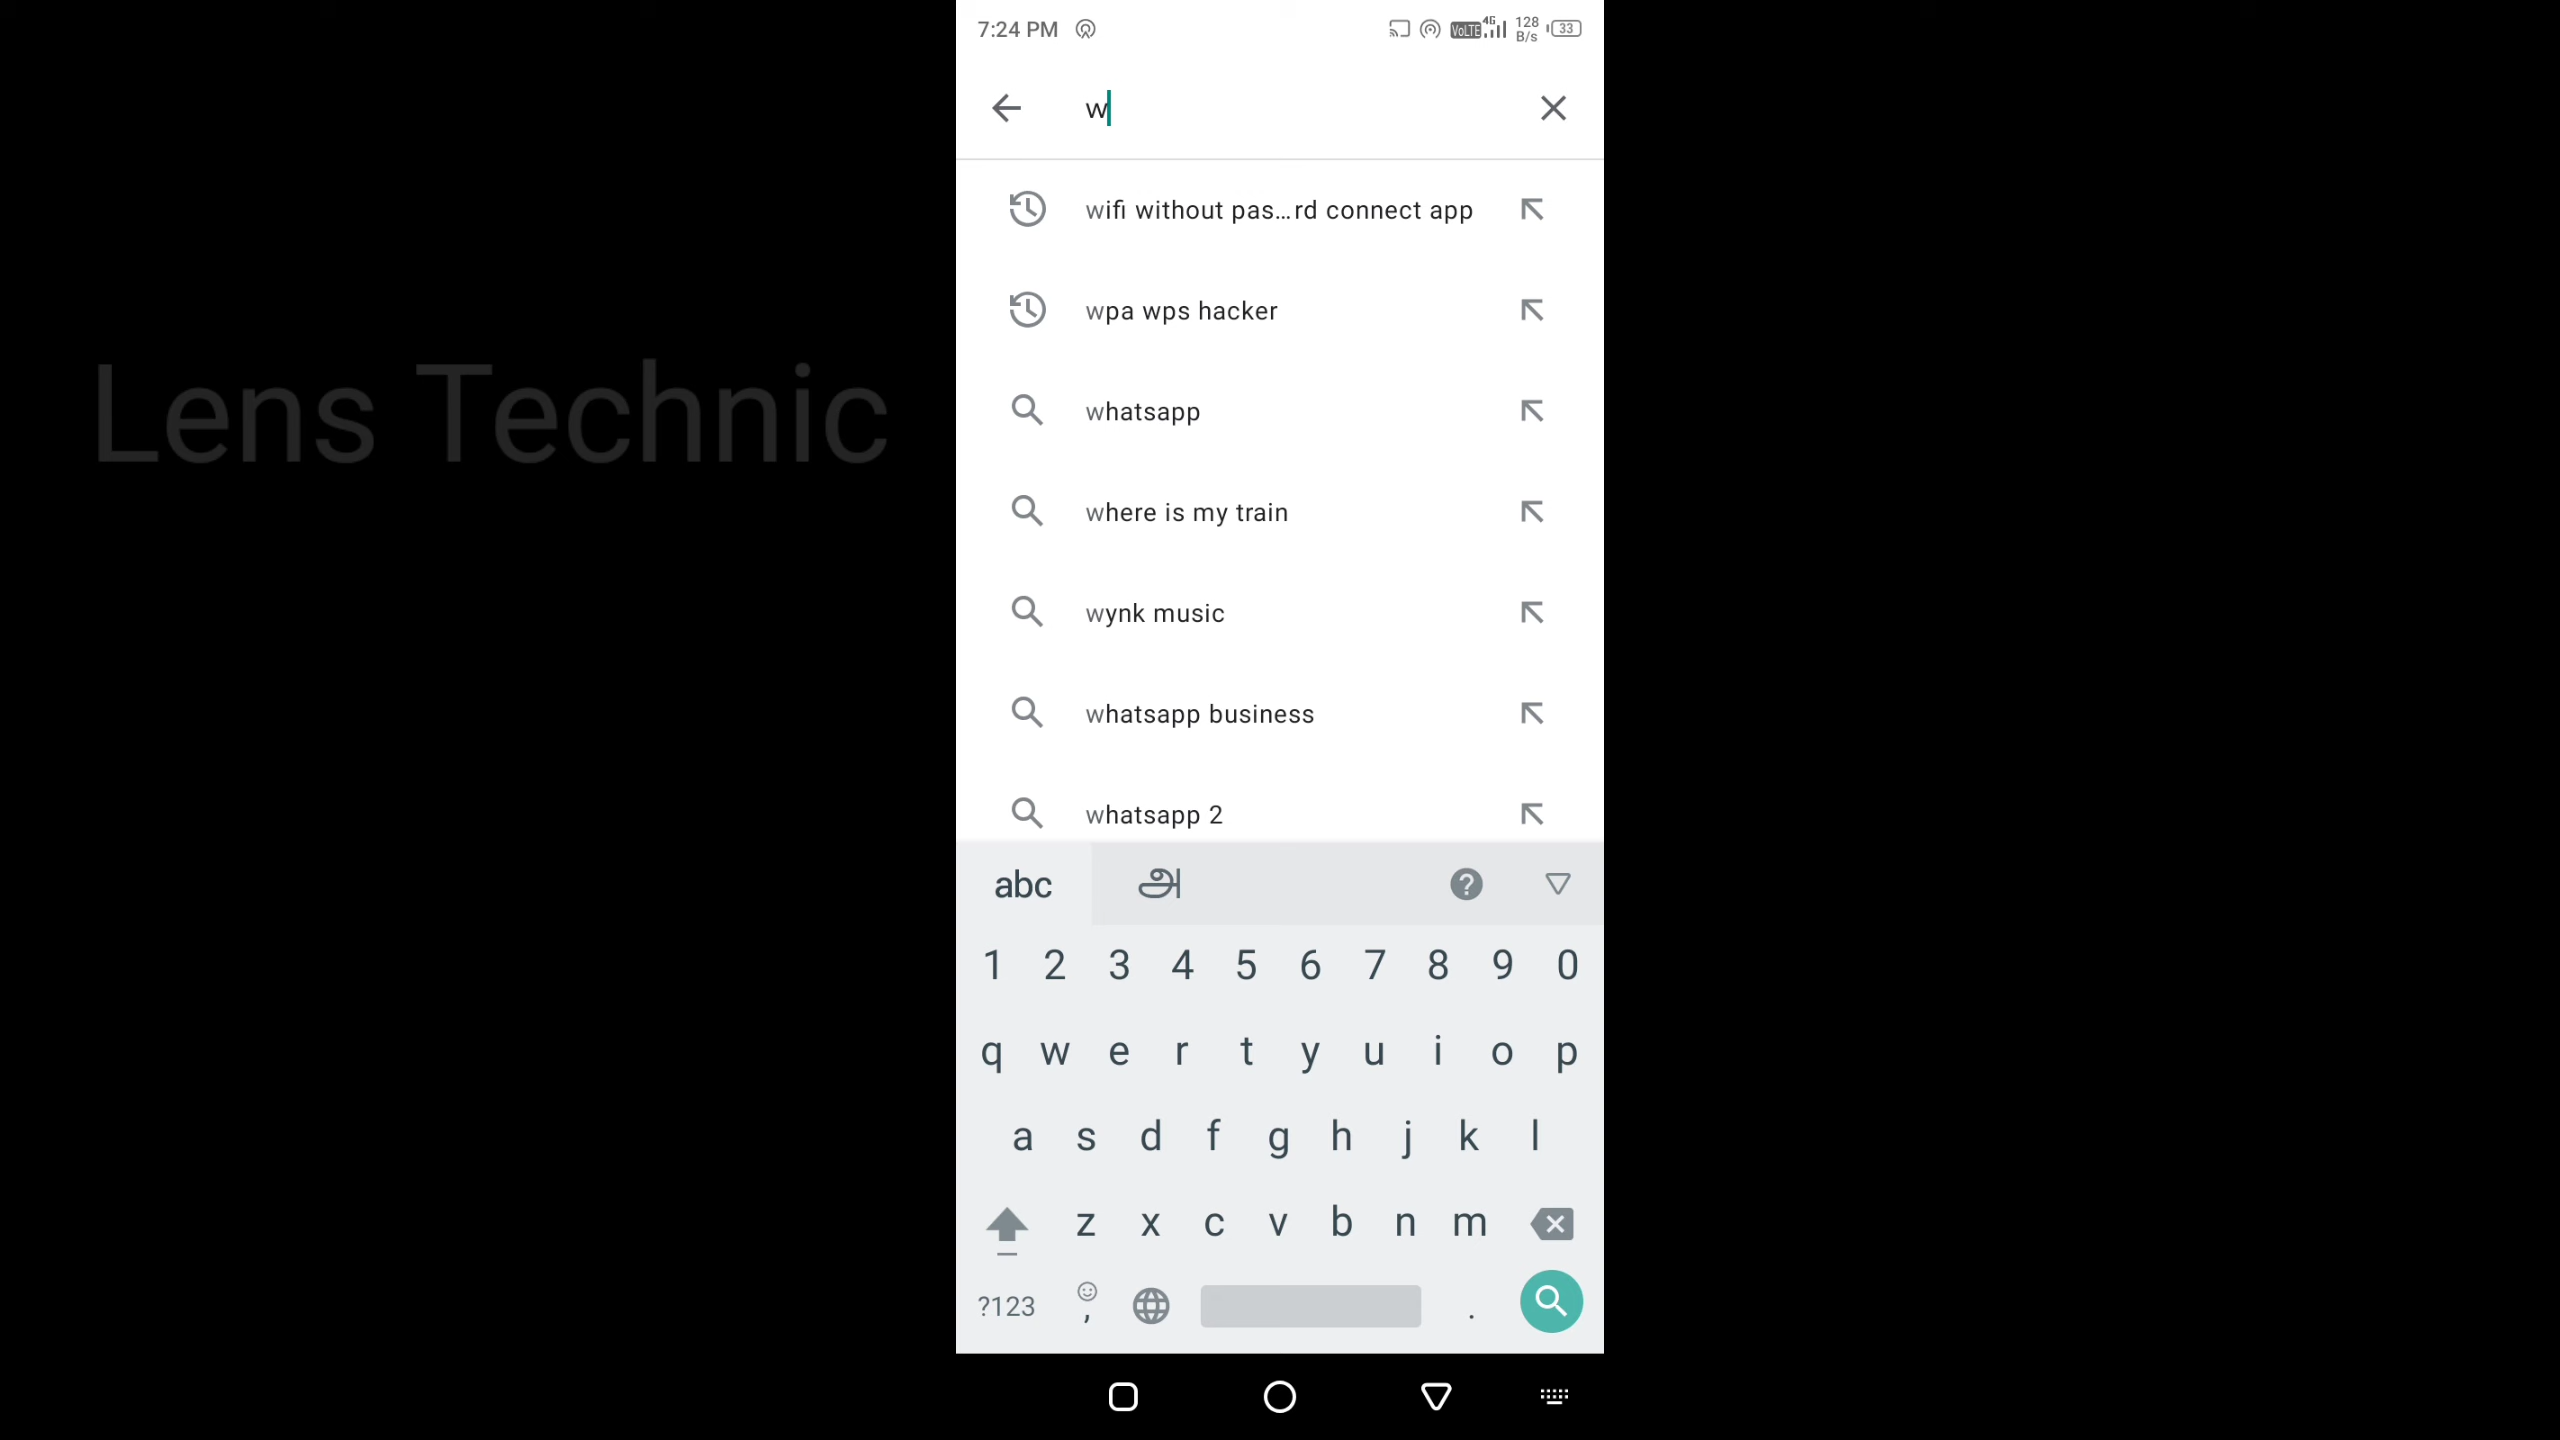 7:24 PM
VoLTE 4G 128 B/s 33
Lens Technic
w
wifi without pas...rd connect app
wpa wps hacker
whatsapp
where is my train
wynk music
whatsapp business
whatsapp 2
abc அ ?
1 2 3 4 5 6 7 8 9 0
q w e r t y u i o p
a s d f g h j k l
z x c v b n m
?123 , .